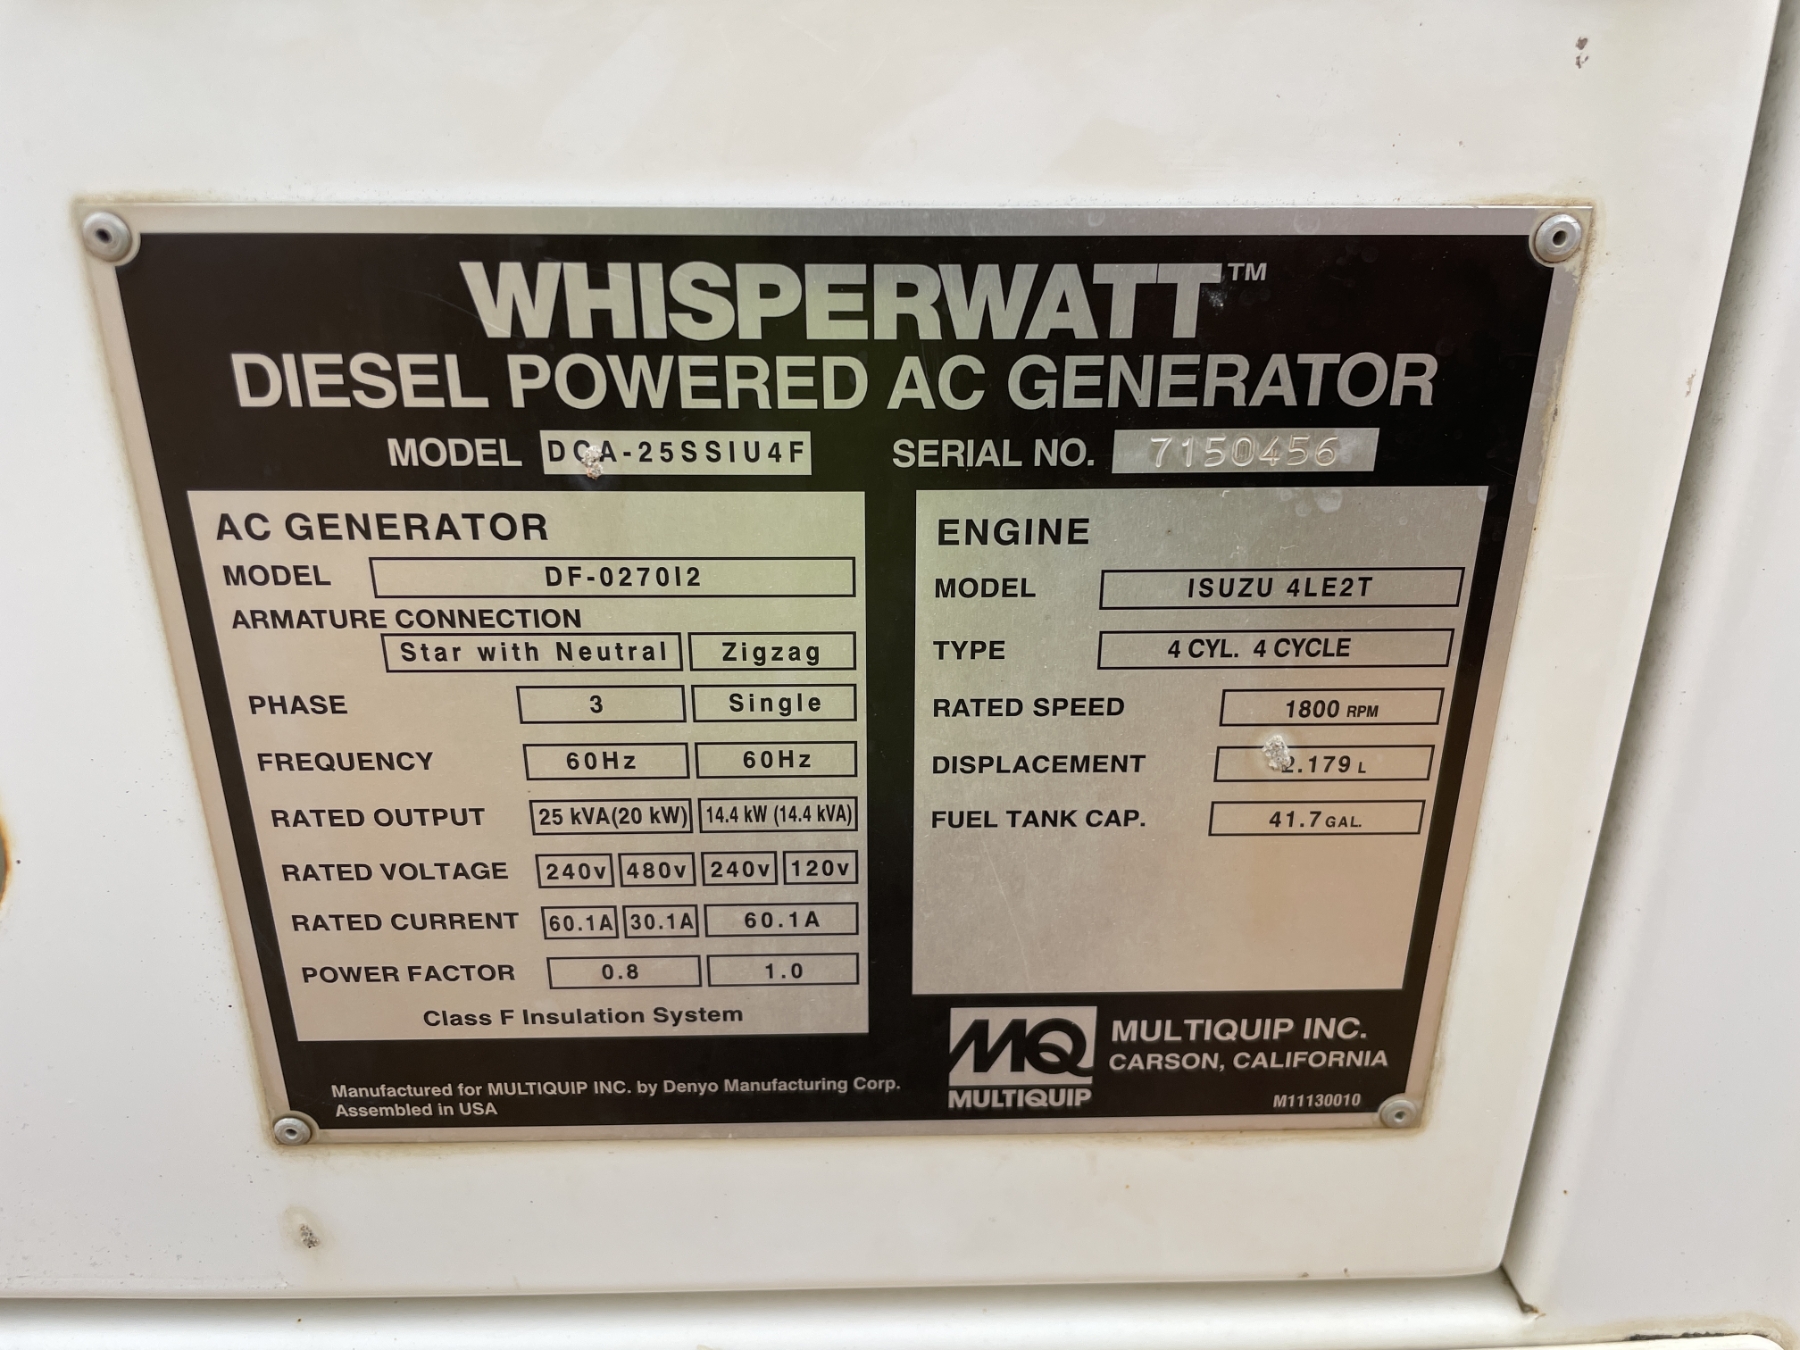 WHISPERWATT™
DIESEL POWERED AC GENERATOR
MODEL DCA-25SSIU4F SERIAL NO. 7150456
AC GENERATOR
MODEL DF-0270I2
ARMATURE CONNECTION
Star with Neutral Zigzag
PHASE 3 Single
FREQUENCY 60Hz 60Hz
RATED OUTPUT 25 kVA(20 kW) 14.4 kW (14.4 kVA)
RATED VOLTAGE 240v 480v 240v 120v
RATED CURRENT 60.1A 30.1A 60.1A
POWER FACTOR 0.8 1.0
Class F Insulation System
ENGINE
MODEL ISUZU 4LE2T
TYPE 4 CYL. 4 CYCLE
RATED SPEED 1800 RPM
DISPLACEMENT 2.179 L
FUEL TANK CAP. 41.7 GAL.
Manufactured for MULTIQUIP INC. by Denyo Manufacturing Corp.
Assembled in USA
MQ
MULTIQUIP
MULTIQUIP INC.
CARSON, CALIFORNIA
M11130010